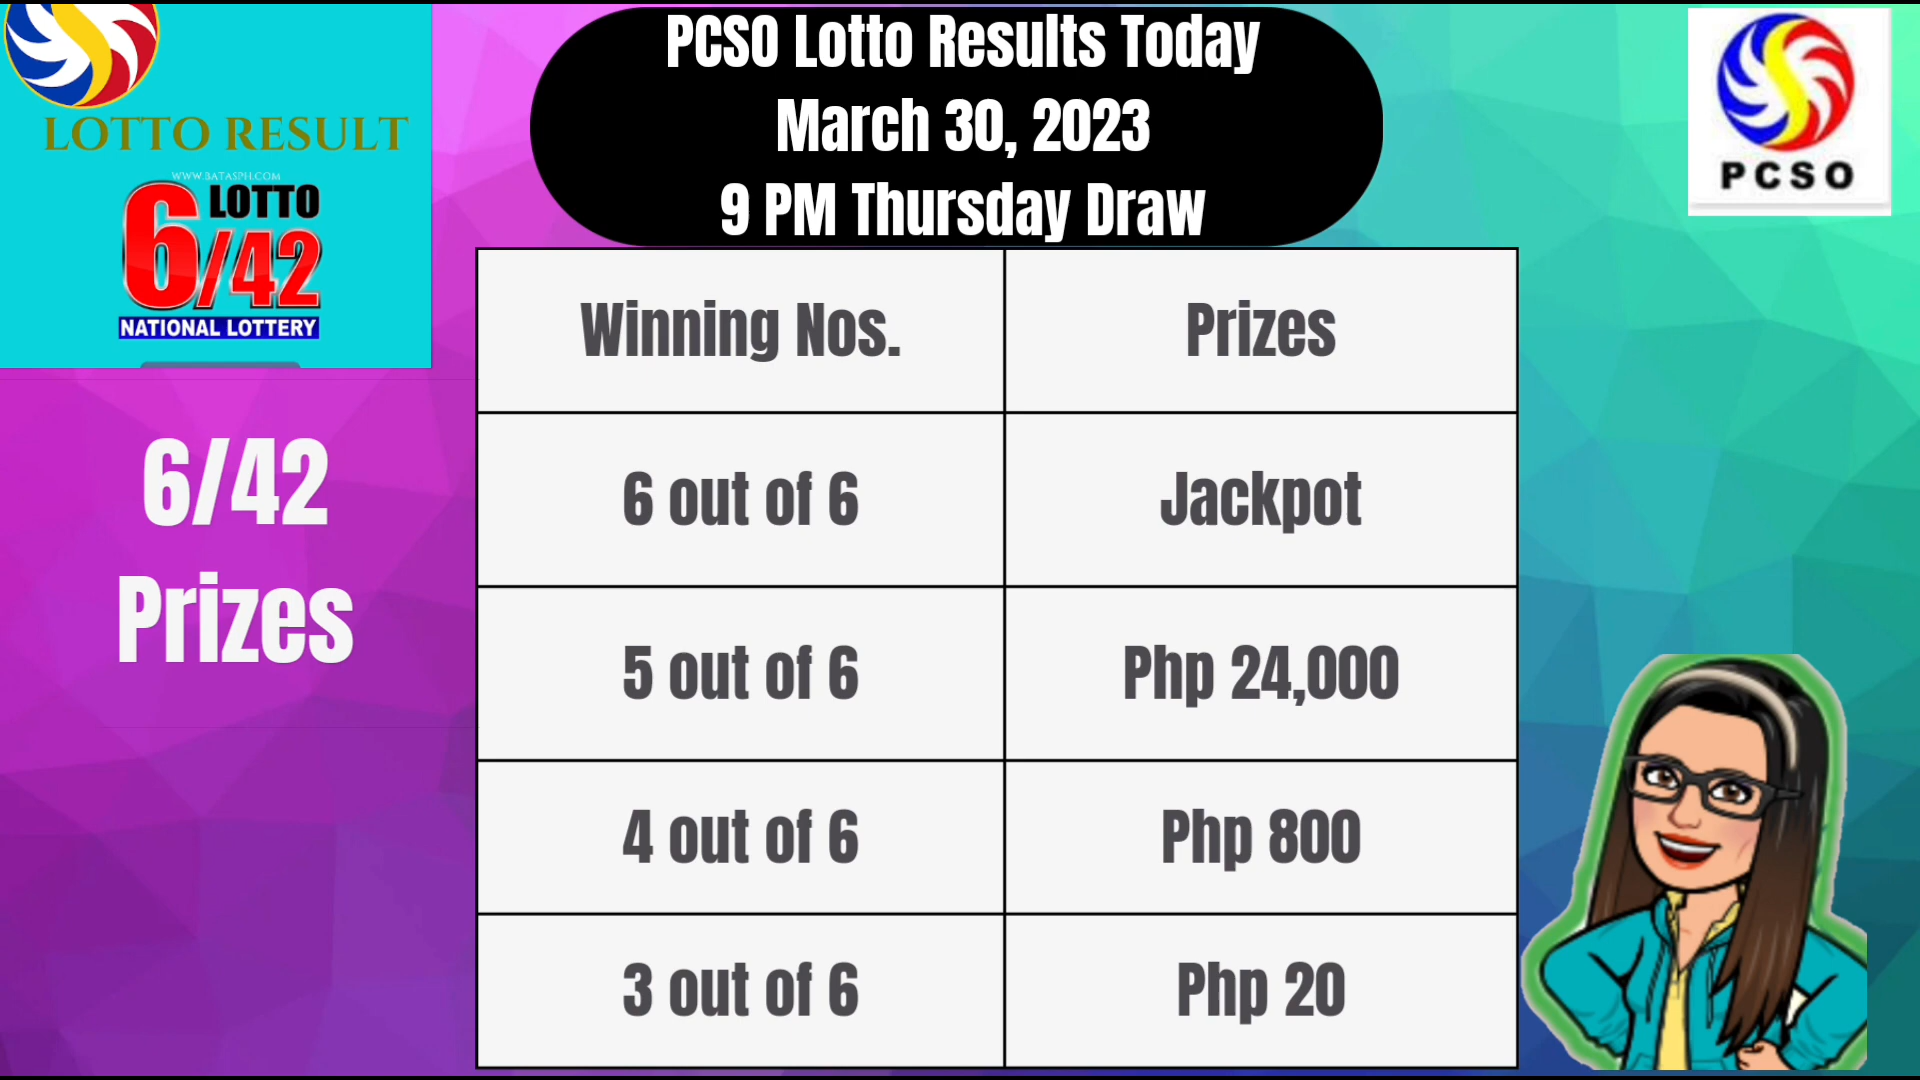 PCSO Lotto Results Today
March 30, 2023
9 PM Thursday Draw
LOTTO RESULT
WWW.BATASPH.COM
LOTTO
6/42
NATIONAL LOTTERY
PCSO
6/42
Prizes
Winning Nos. Prizes
6 out of 6 Jackpot
5 out of 6 Php 24,000
4 out of 6 Php 800
3 out of 6 Php 20